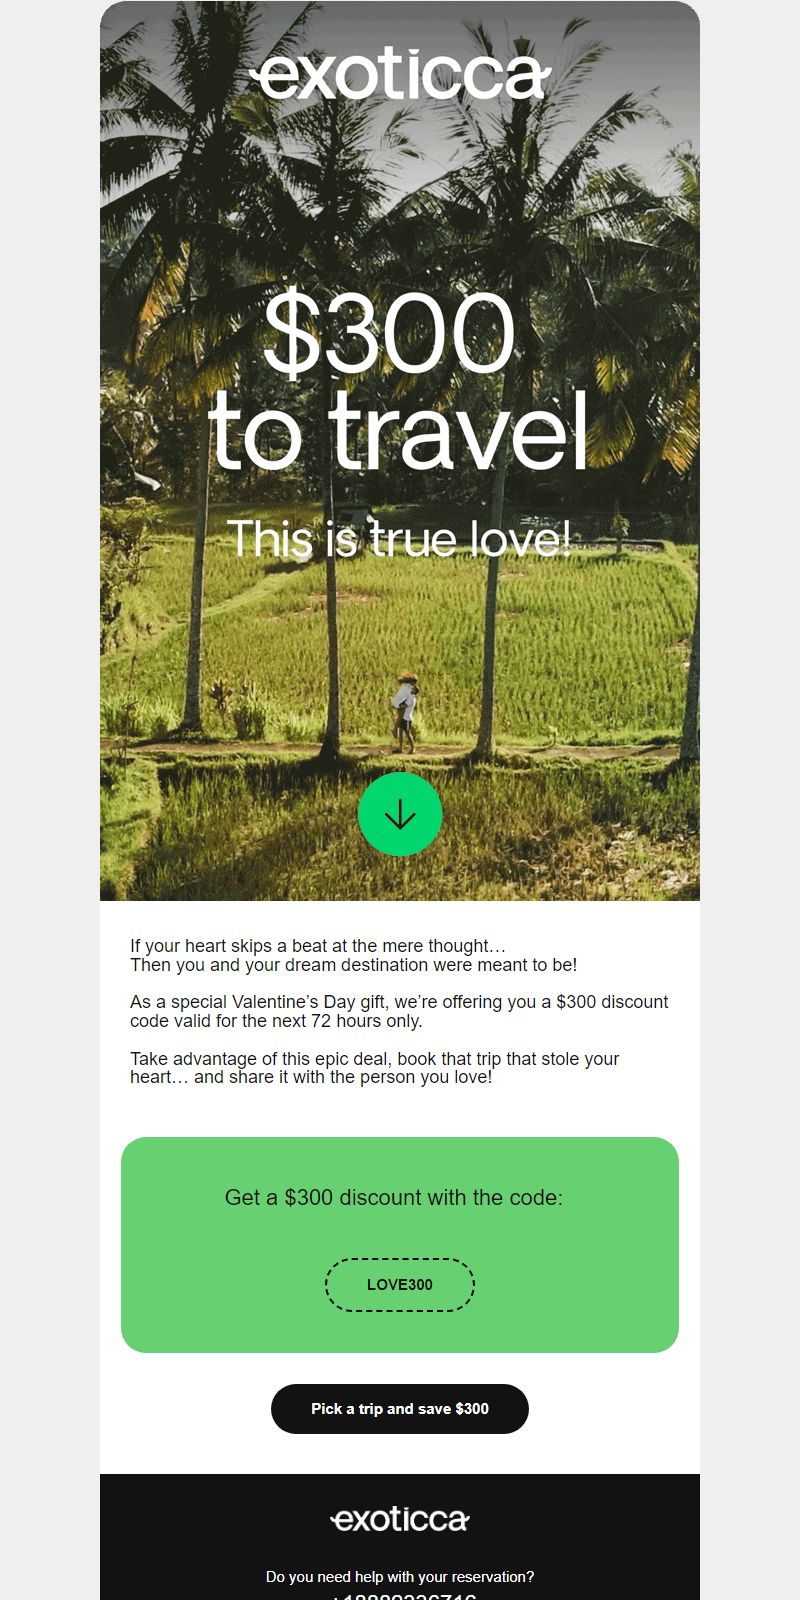 exoticca
$300
to travel
This is true love!
If your heart skips a beat at the mere thought…
Then you and your dream destination were meant to be!
As a special Valentine’s Day gift, we’re offering you a $300 discount
code valid for the next 72 hours only.
Take advantage of this epic deal, book that trip that stole your
heart… and share it with the person you love!
Get a $300 discount with the code:
LOVE300
Pick a trip and save $300
exoticca
Do you need help with your reservation?